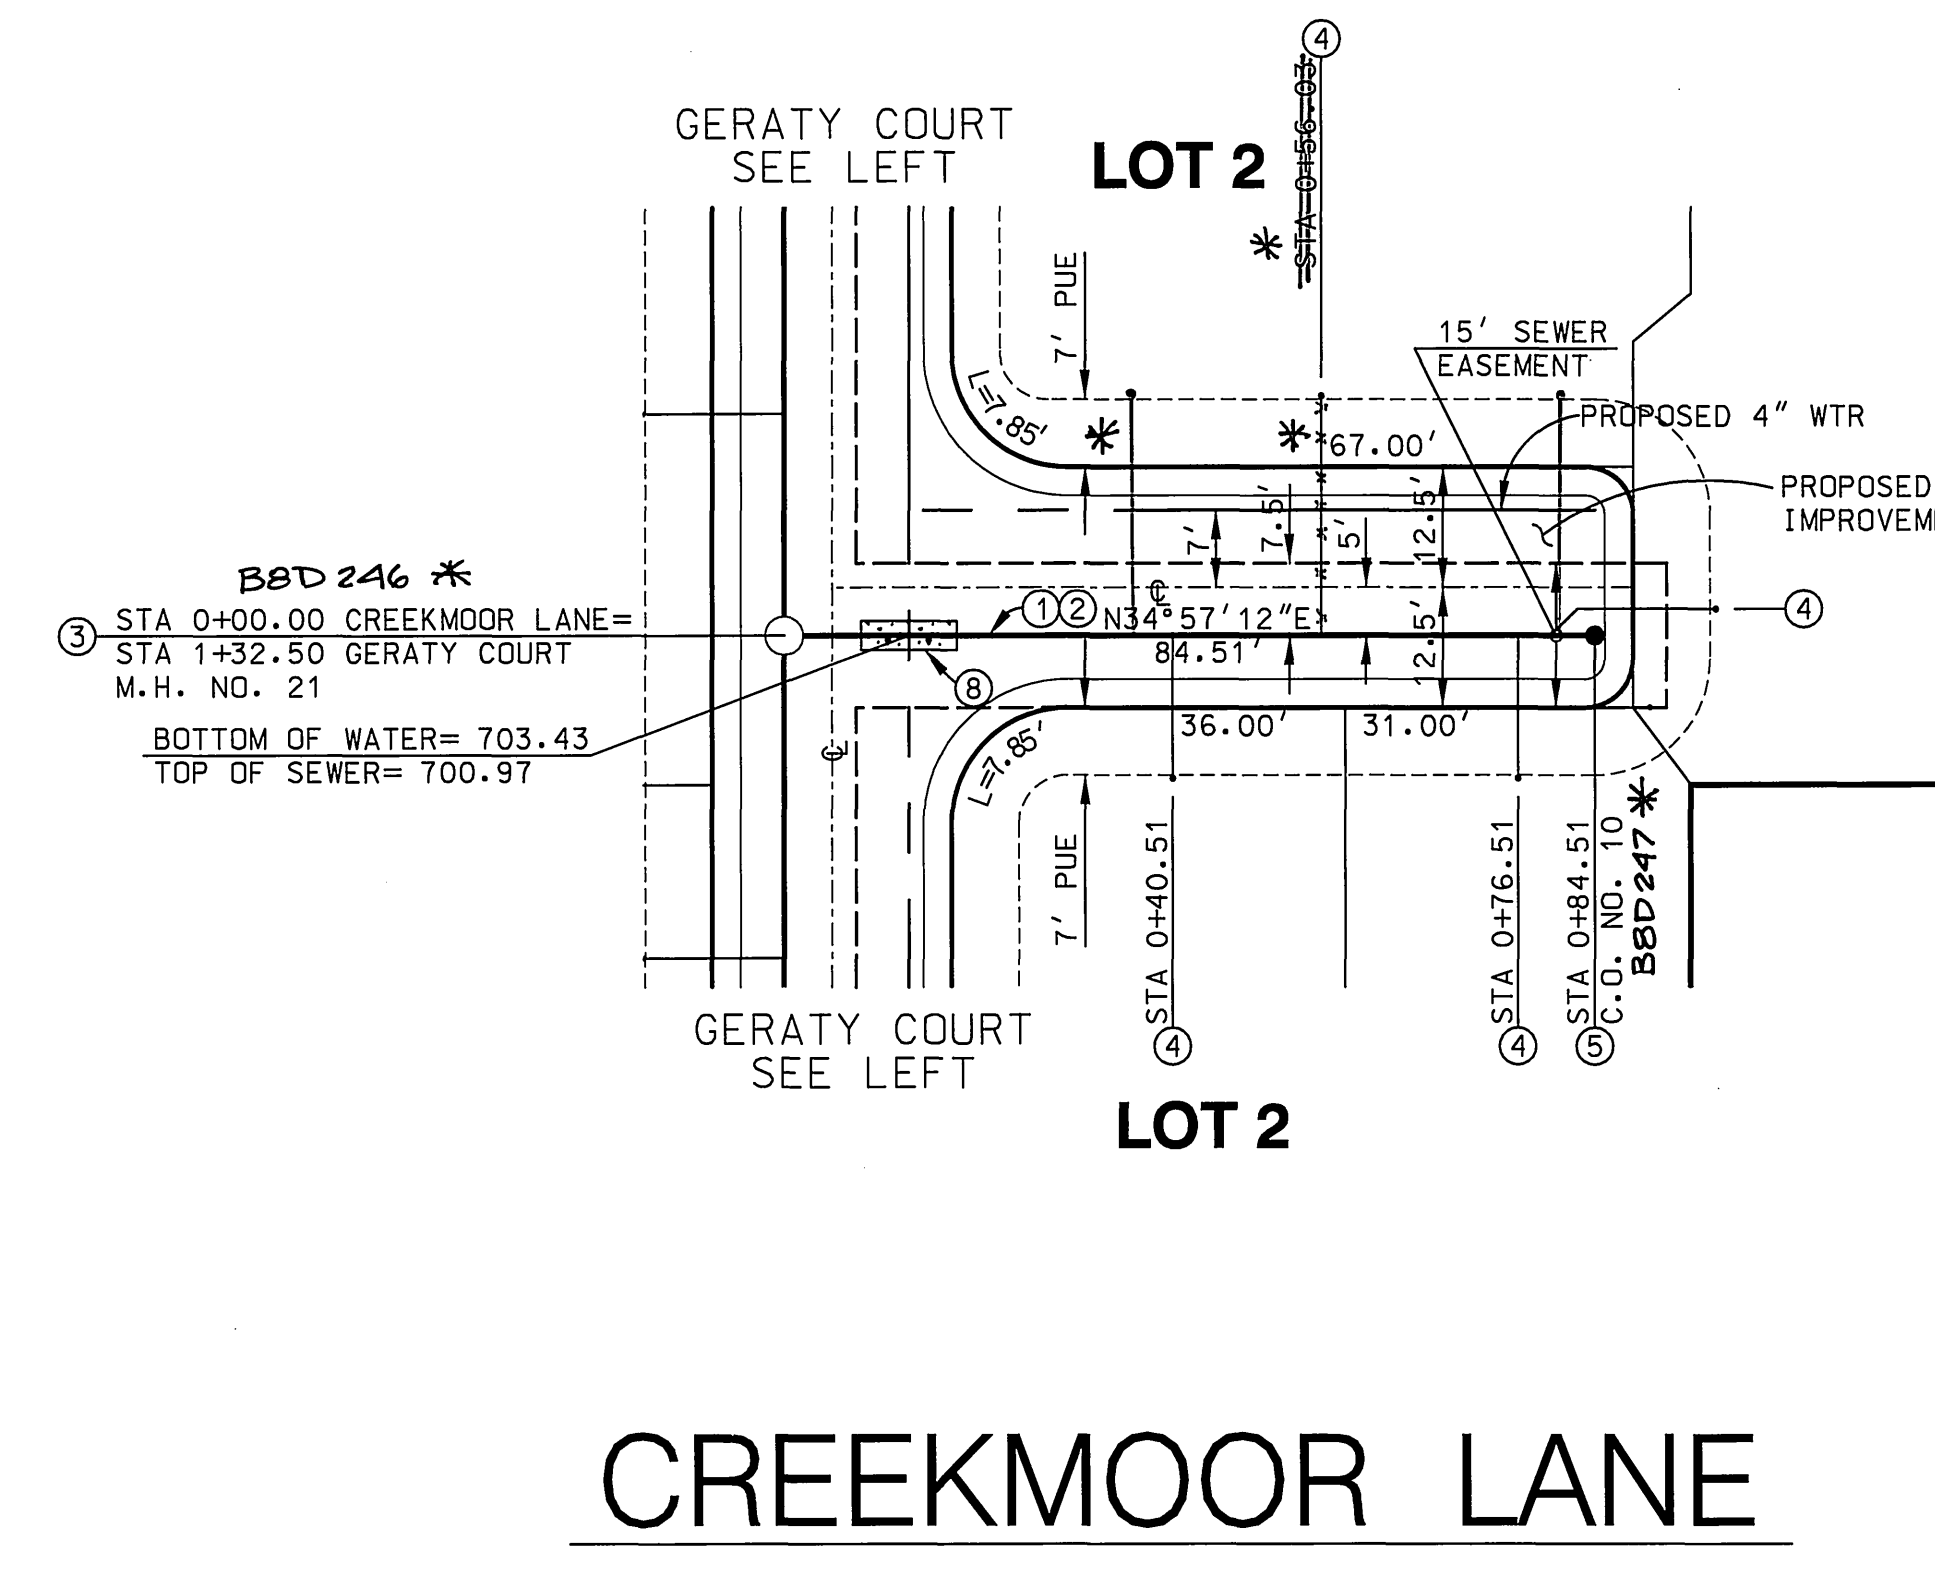 4
STA 0+56.03
GERATY COURT
SEE LEFT
LOT 2
*
7' PUE
15' SEWER
EASEMENT
L=7.85'
*
*
67.00'
PROPOSED 4" WTR
PROPOSED
IMPROVEM
7'
7.5'
5'
12.5'
B8D 246 *
3
STA 0+00.00 CREEKMOOR LANE=
STA 1+32.50 GERATY COURT
M.H. NO. 21
1 2
N34°57'12"E
84.51'
12.5'
4
8
BOTTOM OF WATER= 703.43
TOP OF SEWER= 700.97
℄
℄
L=7.85'
36.00'
31.00'
7' PUE
STA 0+40.51
4
STA 0+76.51
4
STA 0+84.51
C.O. NO. 10
B8D247 *
5
GERATY COURT
SEE LEFT
LOT 2
CREEKMOOR LANE